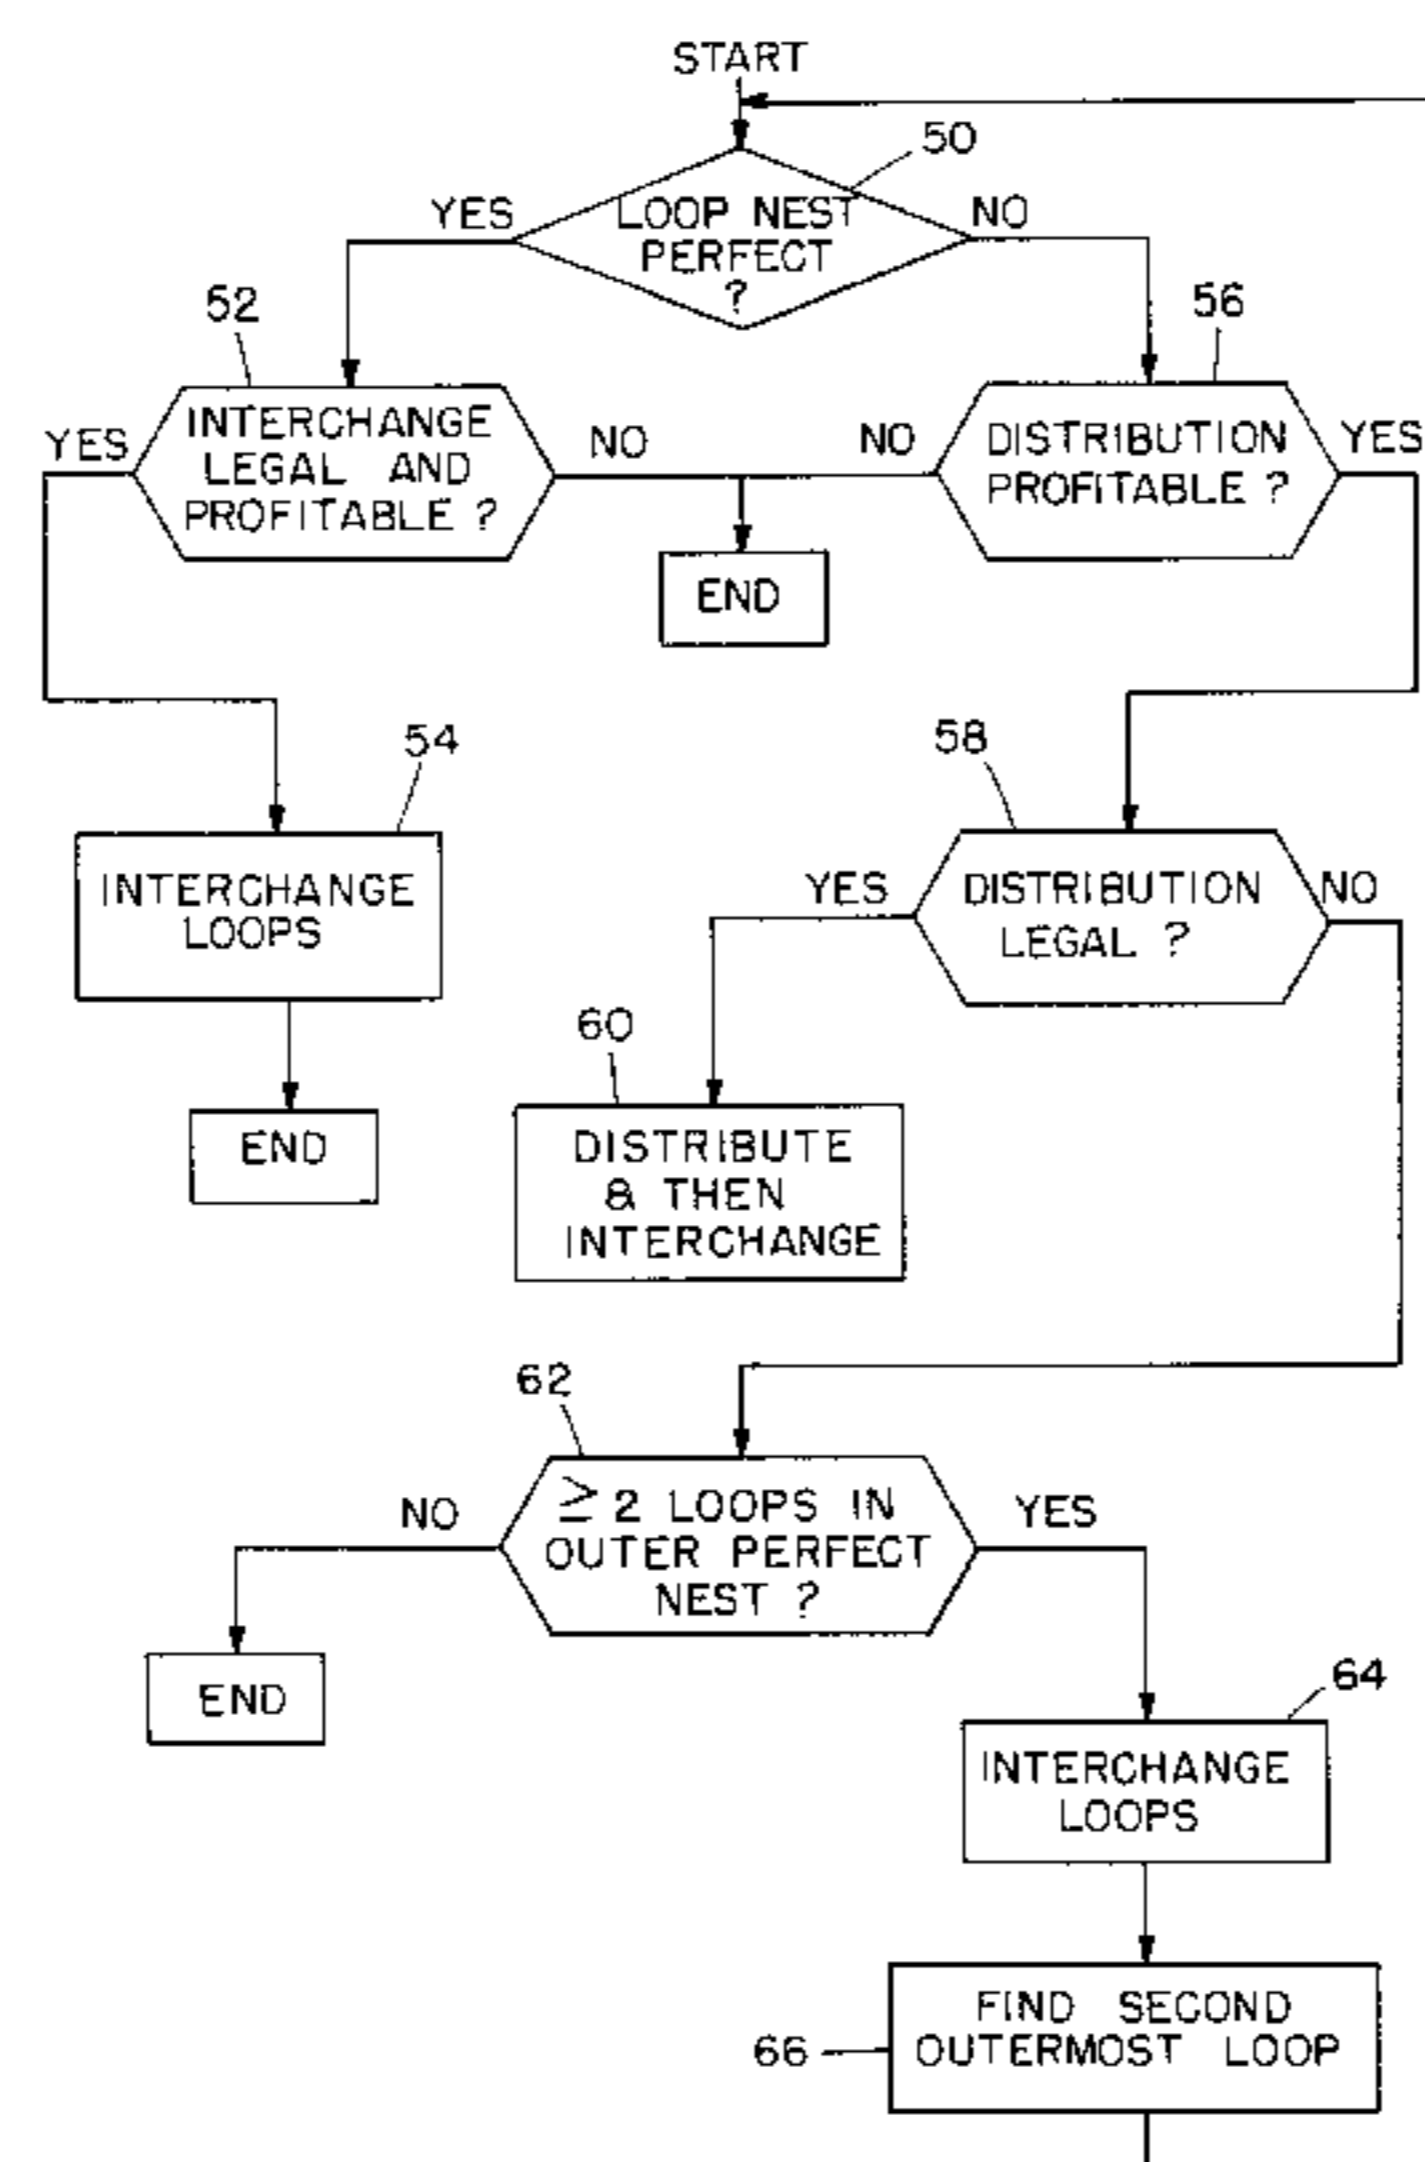 START
50
YES
LOOP NEST
PERFECT
?
NO
52
56
YES
INTERCHANGE
LEGAL AND
PROFITABLE ?
NO
NO
DISTRIBUTION
PROFITABLE ?
YES
END
54
58
INTERCHANGE
LOOPS
YES
DISTRIBUTION
LEGAL ?
NO
60
END
DISTRIBUTE
& THEN
INTERCHANGE
62
NO
≥ 2 LOOPS IN
OUTER PERFECT
NEST ?
YES
END
64
INTERCHANGE
LOOPS
66
FIND SECOND
OUTERMOST LOOP